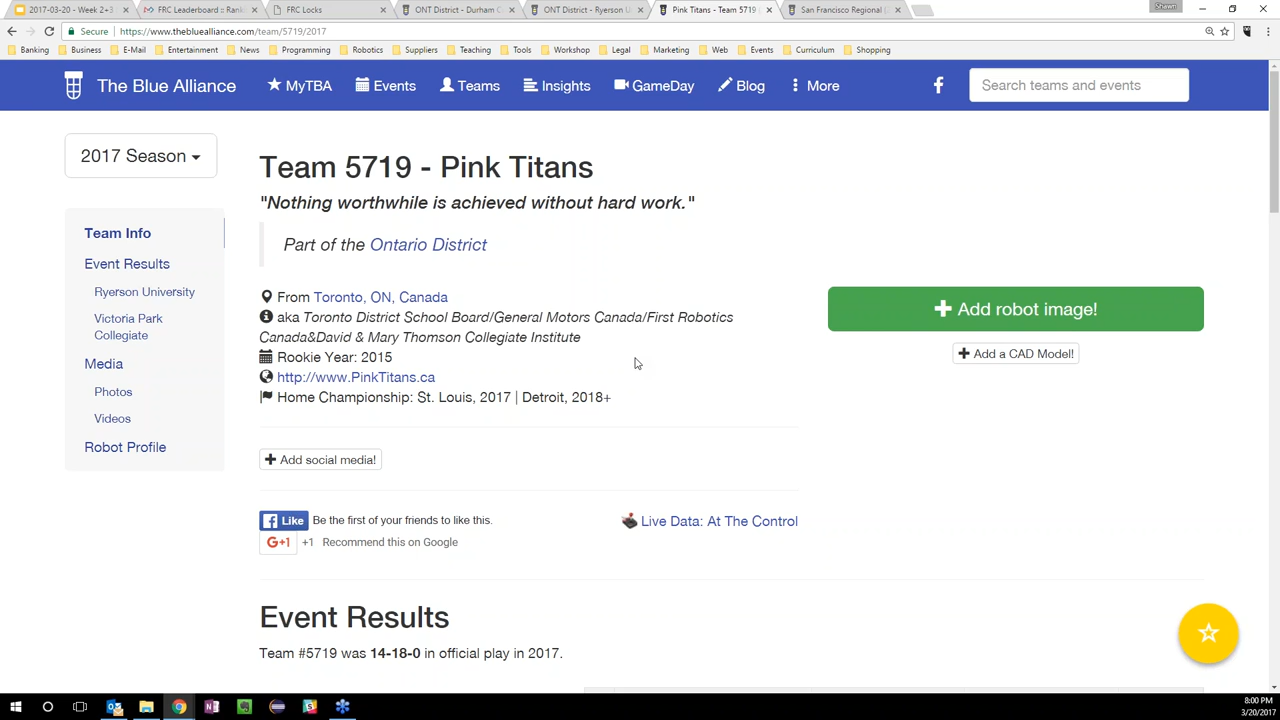 2017-03-20 - Week 2+3
FRC Leaderboard :: Rank
FRC Locks
ONT District - Durham C
ONT District - Ryerson U
Pink Titans - Team 5719
San Francisco Regional (
Shawn
Secure
https://www.thebluealliance.com/team/5719/2017
Banking Business E-Mail Entertainment News Programming Robotics Suppliers Teaching Tools Workshop Legal Marketing Web Events Curriculum Shopping
The Blue Alliance MyTBA Events Teams Insights GameDay Blog More Search teams and events
2017 Season
Team Info
Event Results
Ryerson University
Victoria Park
Collegiate
Media
Photos
Videos
Robot Profile
Team 5719 - Pink Titans
"Nothing worthwhile is achieved without hard work."
Part of the Ontario District
From Toronto, ON, Canada
aka Toronto District School Board/General Motors Canada/First Robotics
Canada&David & Mary Thomson Collegiate Institute
Rookie Year: 2015
http://www.PinkTitans.ca
Home Championship: St. Louis, 2017 | Detroit, 2018+
Add robot image!
Add a CAD Model!
Add social media!
Like Be the first of your friends to like this.
G+1 +1 Recommend this on Google
Live Data: At The Control
Event Results
Team #5719 was 14-18-0 in official play in 2017.
8:00 PM
3/20/2017